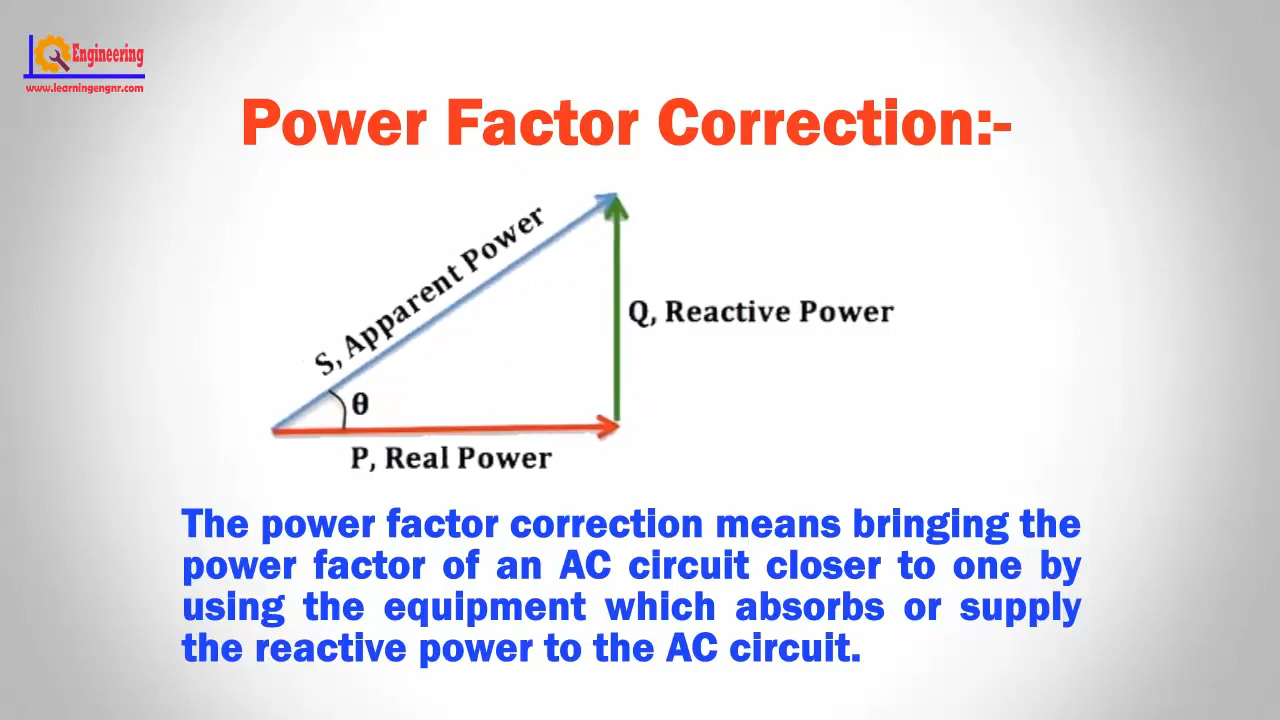 Engineering
www.learningengnr.com
Power Factor Correction:-
S, Apparent Power
Q, Reactive Power
θ
P, Real Power
The power factor correction means bringing the
power factor of an AC circuit closer to one by
using the equipment which absorbs or supply
the reactive power to the AC circuit.